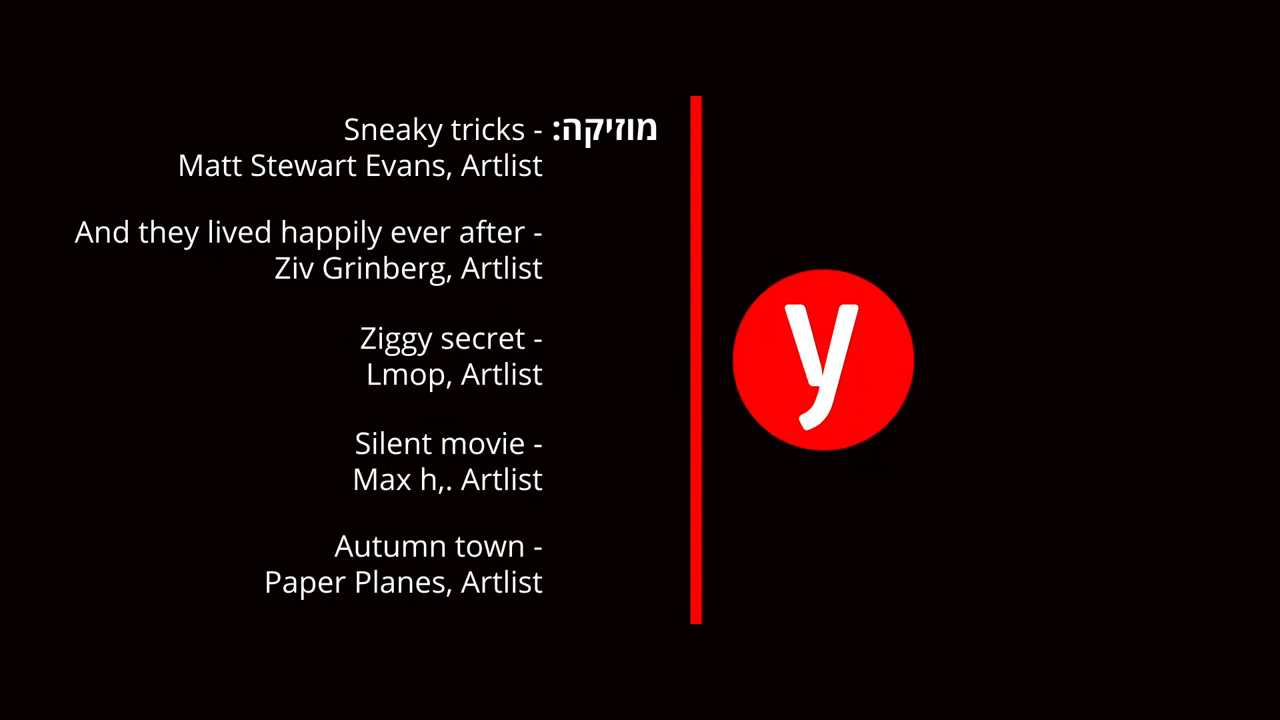 מוזיקה: Sneaky tricks -
Matt Stewart Evans, Artlist
And they lived happily ever after -
Ziv Grinberg, Artlist
Ziggy secret -
Lmop, Artlist
Silent movie -
Max h,. Artlist
Autumn town -
Paper Planes, Artlist
y